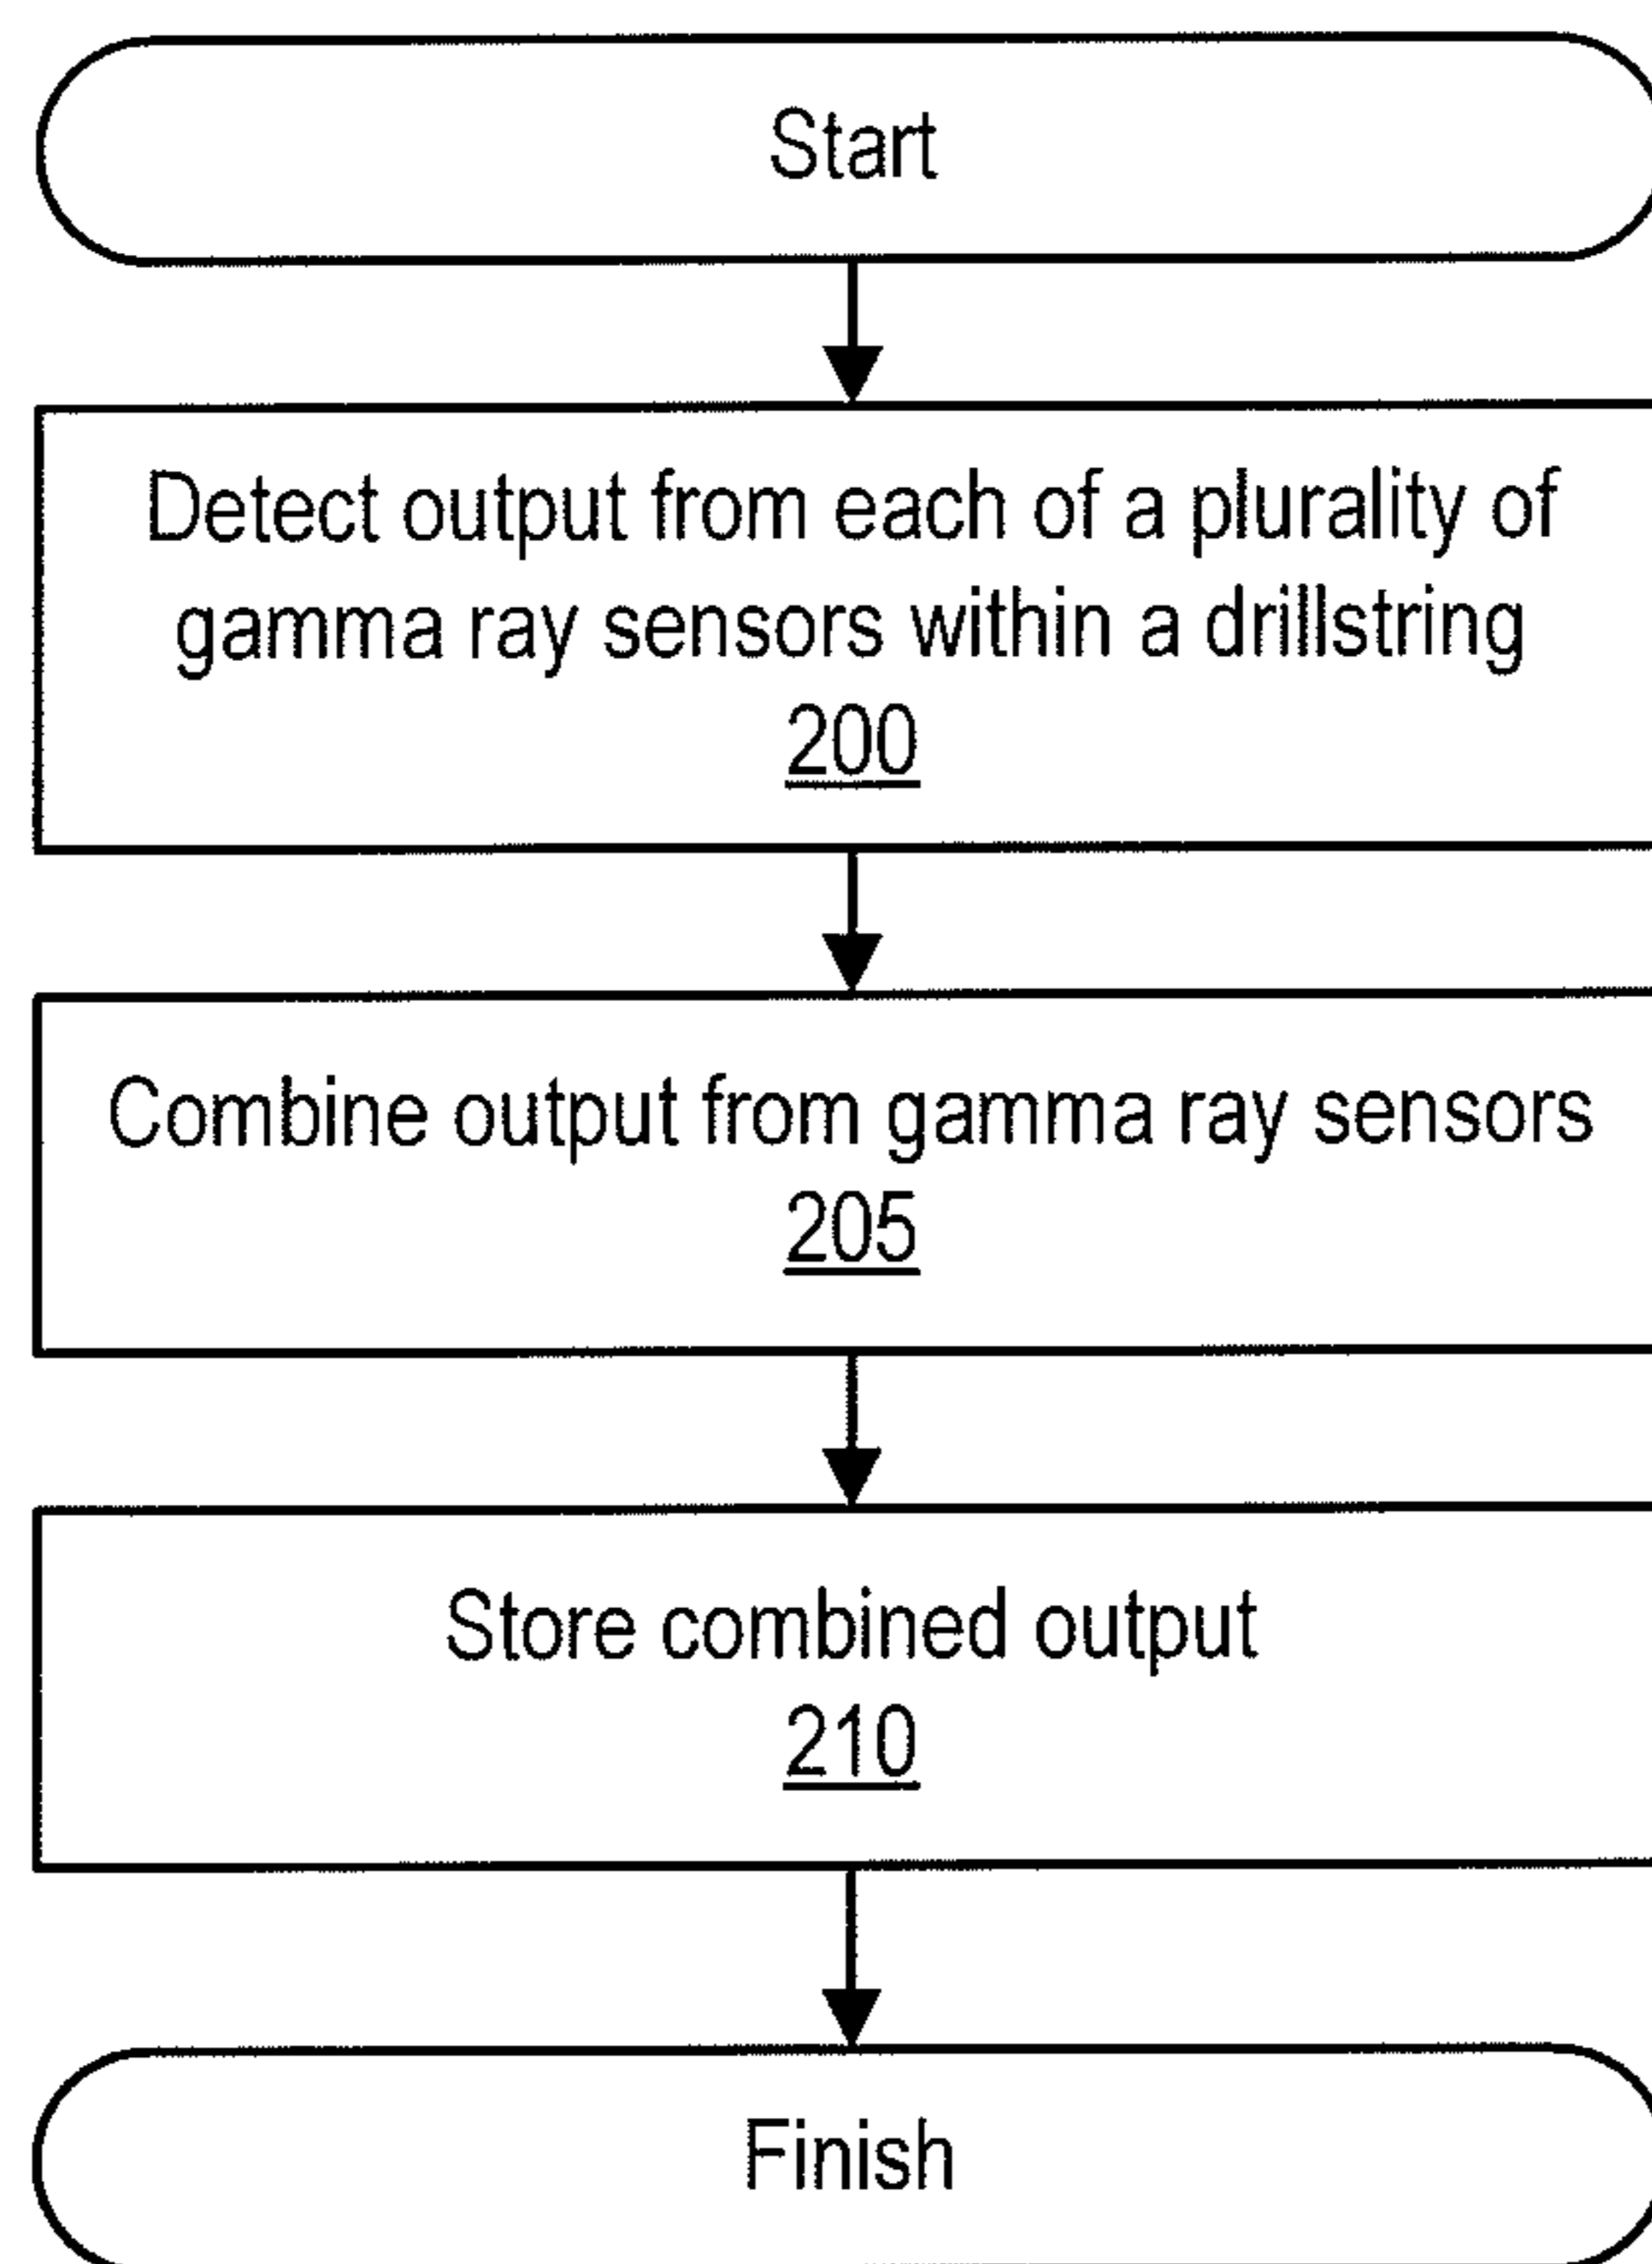 Start
Detect output from each of a plurality of
gamma ray sensors within a drillstring
200
Combine output from gamma ray sensors
205
Store combined output
210
Finish